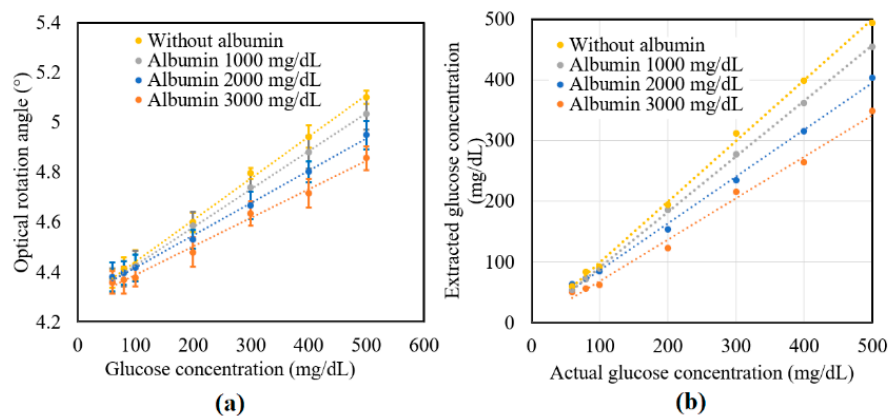 5.4
5.2
5
4.8
4.6
4.4
4.2
Optical rotation angle (°)
Without albumin
Albumin 1000 mg/dL
Albumin 2000 mg/dL
Albumin 3000 mg/dL
0 100 200 300 400 500 600
Glucose concentration (mg/dL)
(a)
500
400
300
200
100
0
Extracted glucose concentration
(mg/dL)
Without albumin
Albumin 1000 mg/dL
Albumin 2000 mg/dL
Albumin 3000 mg/dL
0 100 200 300 400 500
Actual glucose concentration (mg/dL)
(b)